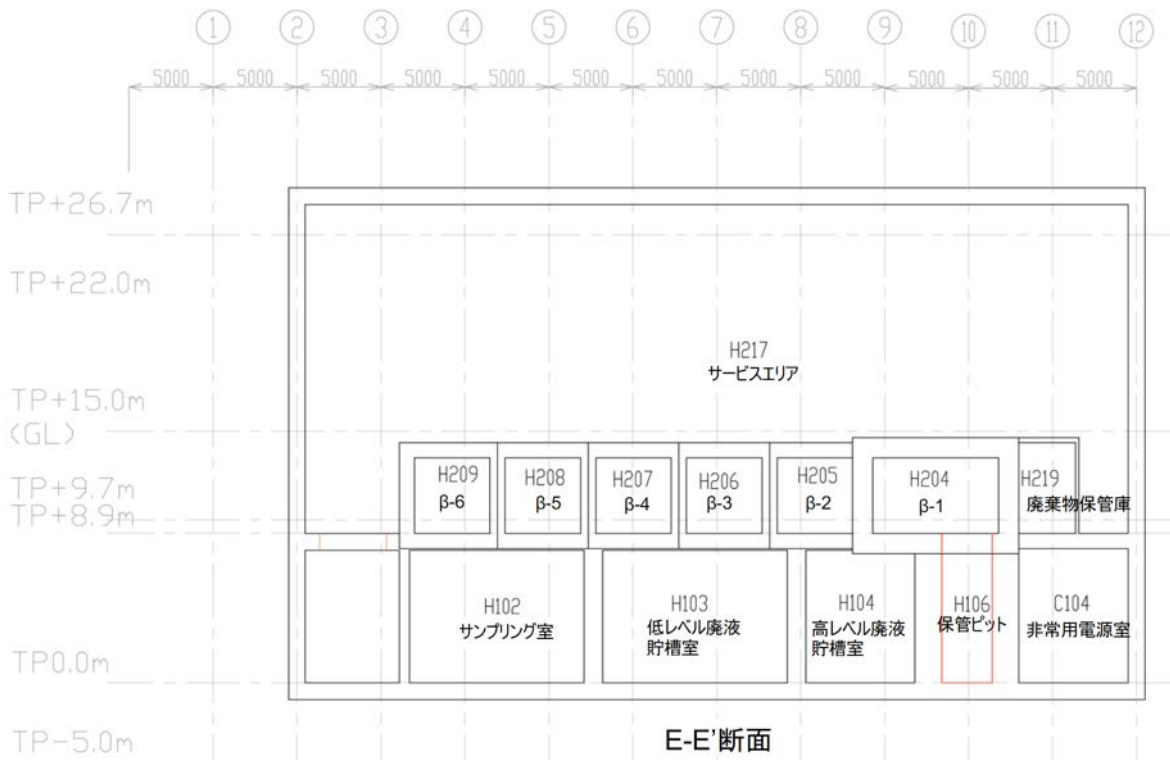 1 2 3 4 5 6 7 8 9 10 11 12
5000 5000 5000 5000 5000 5000 5000 5000 5000 5000 5000 5000
TP+26.7m
TP+22.0m
H217
サービスエリア
TP+15.0m
(GL)
TP+9.7m
TP+8.9m
H209
β-6
H208
β-5
H207
β-4
H206
β-3
H205
β-2
H204
β-1
H219
廃棄物保管庫
H102
サンプリング室
H103
低レベル廃液
貯槽室
H104
高レベル廃液
貯槽室
H106
保管ピット
C104
非常用電源室
TP0.0m
TP-5.0m
E-E'断面